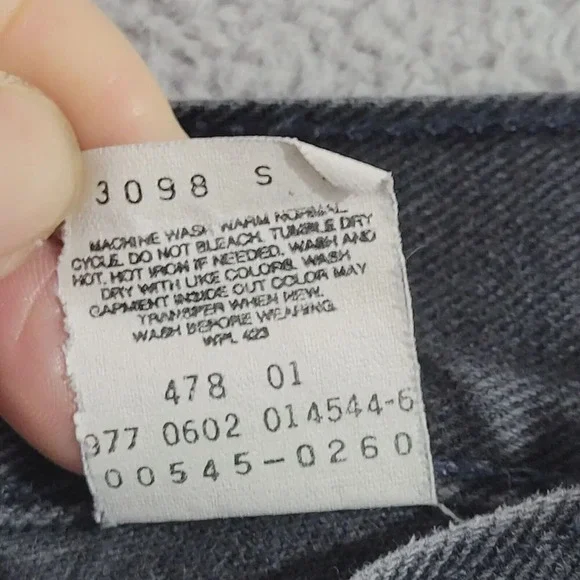 3098 S
MACHINE WASH WARM NORMAL
CYCLE. DO NOT BLEACH. TUMBLE DRY
HOT. HOT IRON IF NEEDED. WASH AND
DRY WITH LIKE COLORS. WASH
GARMENT INSIDE OUT COLOR MAY
TRANSFER WHEN NEW.
WASH BEFORE WEARING.
WPL 423
478 01
977 0602 014544-6
00545-0260